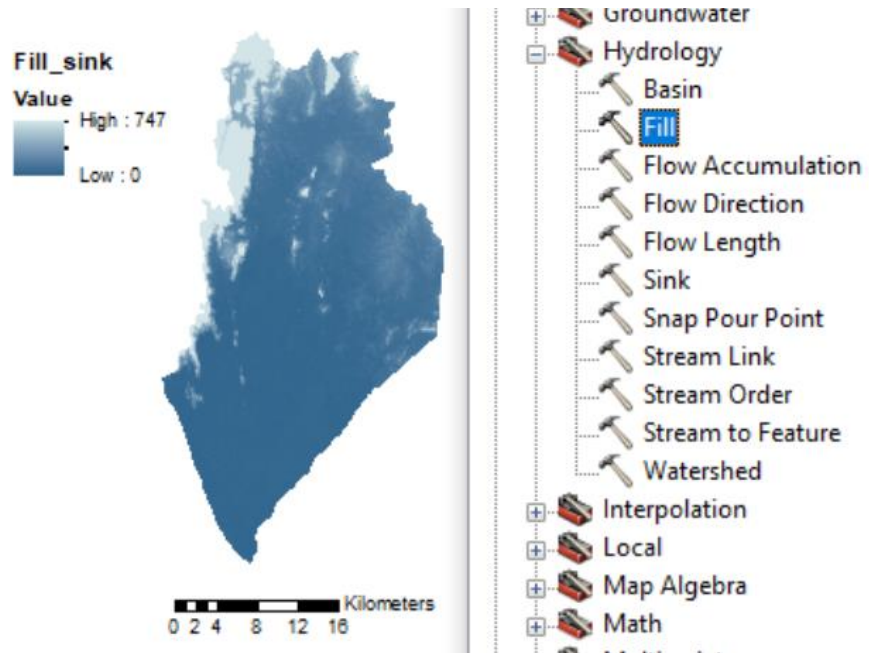 Fill_sink
Value
High : 747
Low : 0
Kilometers
0 2 4 8 12 16
Groundwater
Hydrology
Basin
Fill
Flow Accumulation
Flow Direction
Flow Length
Sink
Snap Pour Point
Stream Link
Stream Order
Stream to Feature
Watershed
Interpolation
Local
Map Algebra
Math